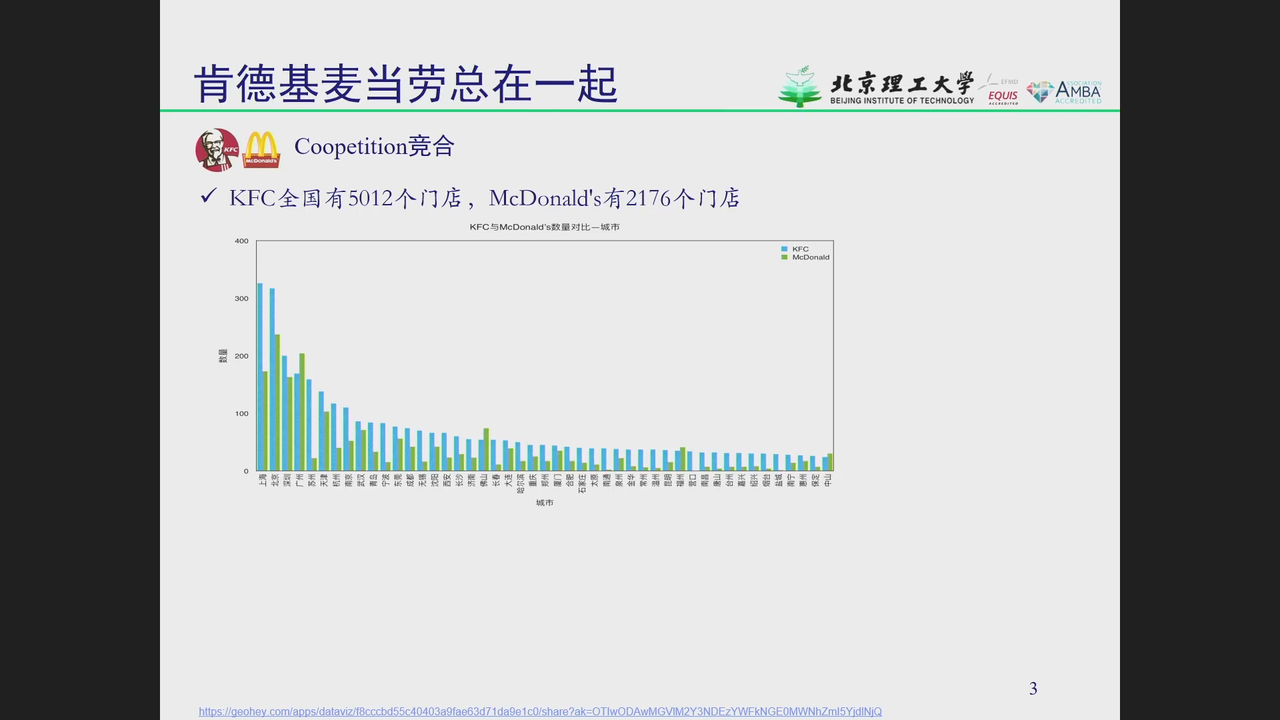 肯德基麦当劳总在一起
北京理工大学
BEIJING INSTITUTE OF TECHNOLOGY
EFMD
EQUIS
ACCREDITED
ASSOCIATION
AMBA
ACCREDITED
KFC
McDonald's
Coopetition竞合
✓ KFC全国有5012个门店，McDonald's有2176个门店
KFC与McDonald's数量对比—城市
KFC
McDonald
数量
400
300
200
100
0
上海 北京 深圳 广州 苏州 天津 杭州 南京 武汉 青岛 宁波 东莞 成都 无锡 沈阳 西安 长沙 济南 佛山 长春 大连 哈尔滨 重庆 郑州 厦门 合肥 石家庄 太原 南通 泉州 金华 常州 温州 昆明 福州 营口 南昌 唐山 台州 嘉兴 绍兴 烟台 盐城 南宁 惠州 保定 中山
城市
3
https://geohey.com/apps/dataviz/f8cccbd55c40403a9fae63d71da9e1c0/share?ak=OTIwODAwMGVlM2Y3NDEzYWFkNGE0MWNhZmI5YjdlNjQ